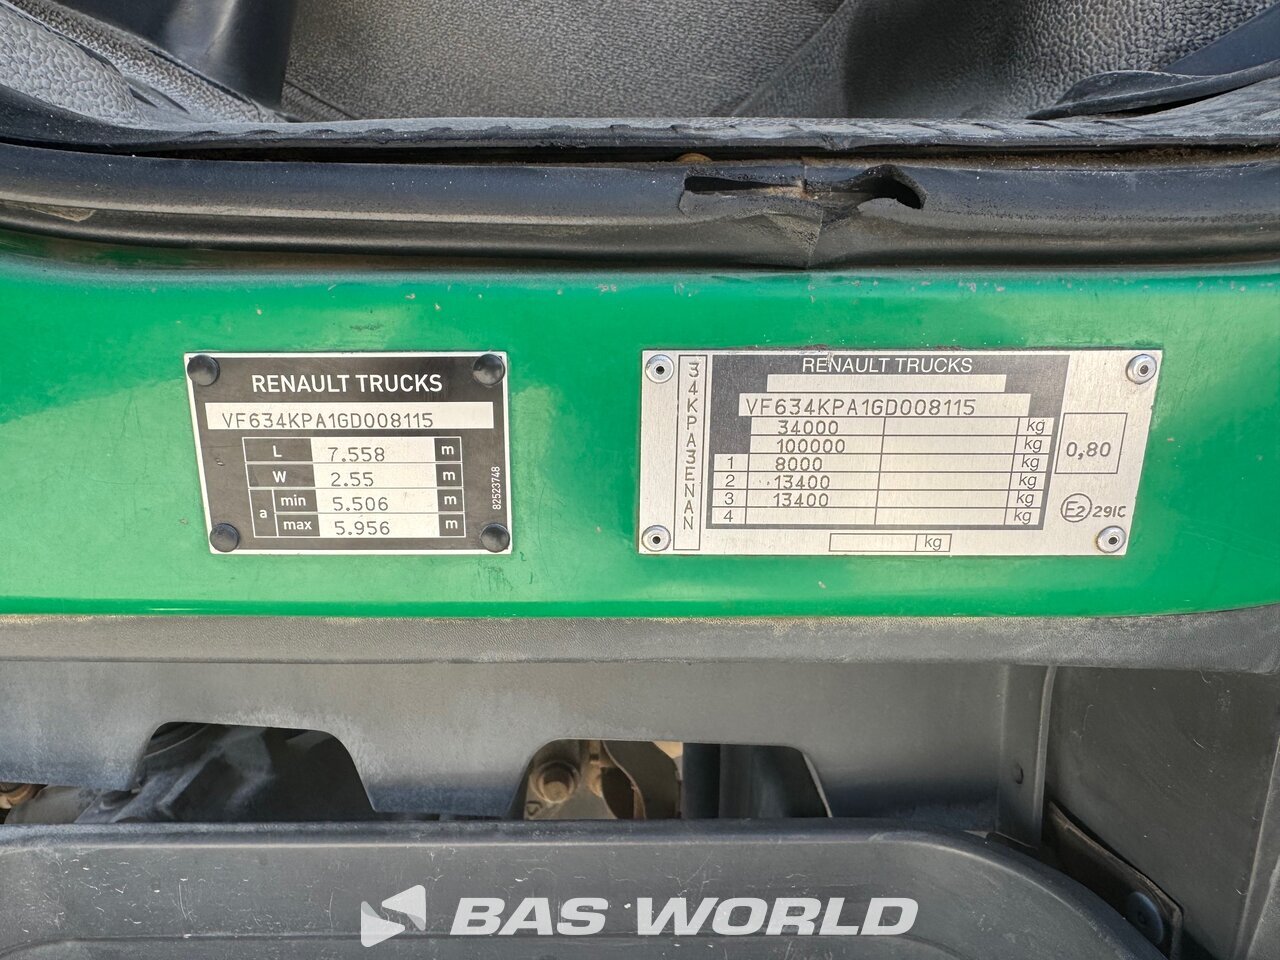 RENAULT TRUCKS
VF634KPA1GD008115
L 7.558 m
W 2.55 m
a min 5.506 m
max 5.956 m
82523748
34KPA3ENAN
RENAULT TRUCKS
VF634KPA1GD008115
34000 kg
100000 kg
1 8000 kg
2 13400 kg
3 13400 kg
4 kg
kg
0,80
E2 291C
BAS WORLD